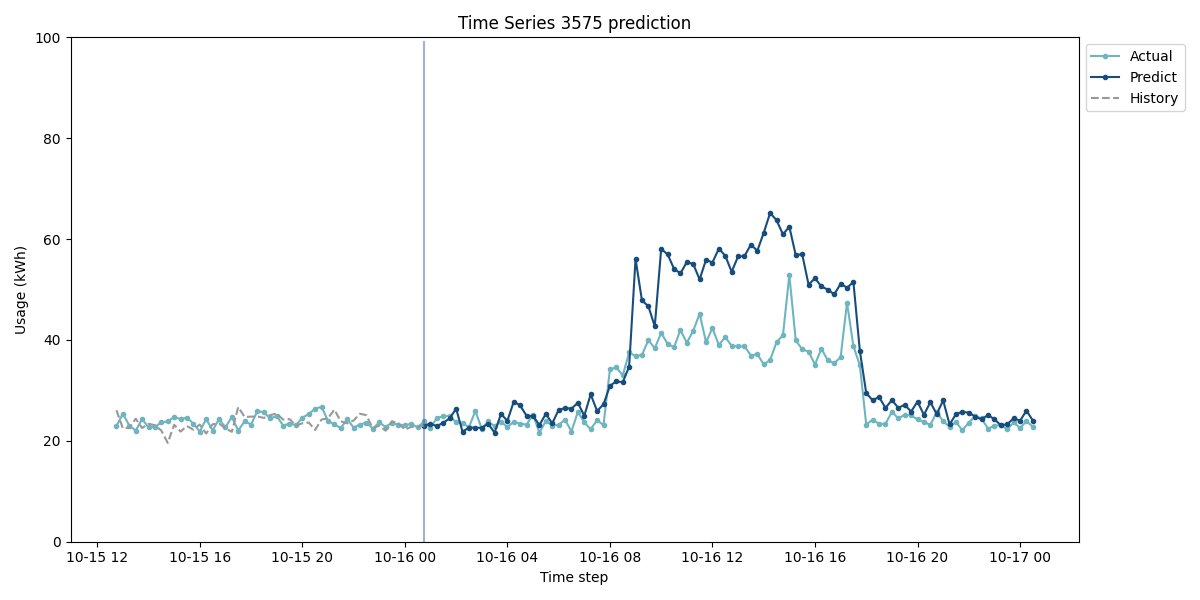 Time Series 3575 prediction
Usage (kWh)
100
80
60
40
20
0
10-15 12
10-15 16
10-15 20
10-16 00
10-16 04
10-16 08
10-16 12
10-16 16
10-16 20
10-17 00
Time step
Actual
Predict
History